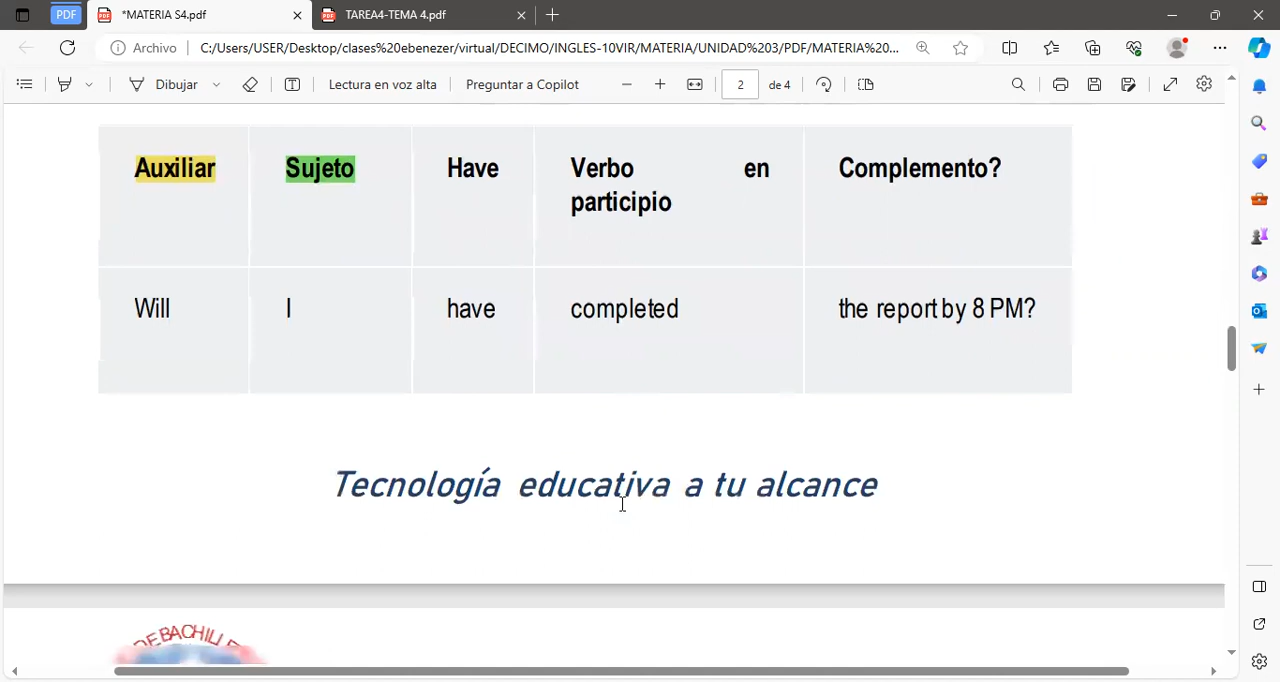 PDF
*MATERIA S4.pdf
TAREA4-TEMA 4.pdf
Archivo
C:/Users/USER/Desktop/clases%20ebenezer/virtual/DECIMO/INGLES-10VIR/MATERIA/UNIDAD%203/PDF/MATERIA%20...
Dibujar
Lectura en voz alta
Preguntar a Copilot
2
de 4
Auxiliar Sujeto Have Verbo en Complemento?
participio
Will I have completed the report by 8 PM?
Tecnología educativa a tu alcance
DE BACHILLE